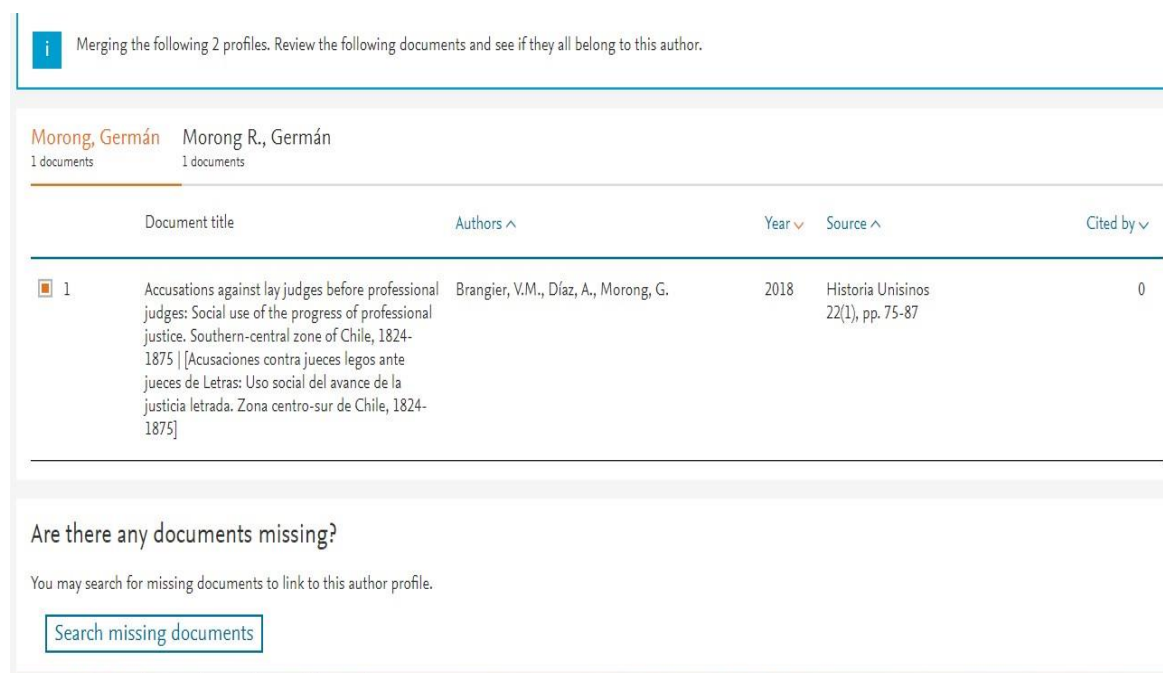 i Merging the following 2 profiles. Review the following documents and see if they all belong to this author.
Morong, Germán Morong R., Germán
1 documents 1 documents
Document title Authors Year Source Cited by
1 Accusations against lay judges before professional Brangier, V.M., Díaz, A., Morong, G. 2018 Historia Unisinos 0
judges: Social use of the progress of professional 22(1), pp. 75-87
justice. Southern-central zone of Chile, 1824-
1875 | [Acusaciones contra jueces legos ante
jueces de Letras: Uso social del avance de la
justicia letrada. Zona centro-sur de Chile, 1824-
1875]
Are there any documents missing?
You may search for missing documents to link to this author profile.
Search missing documents